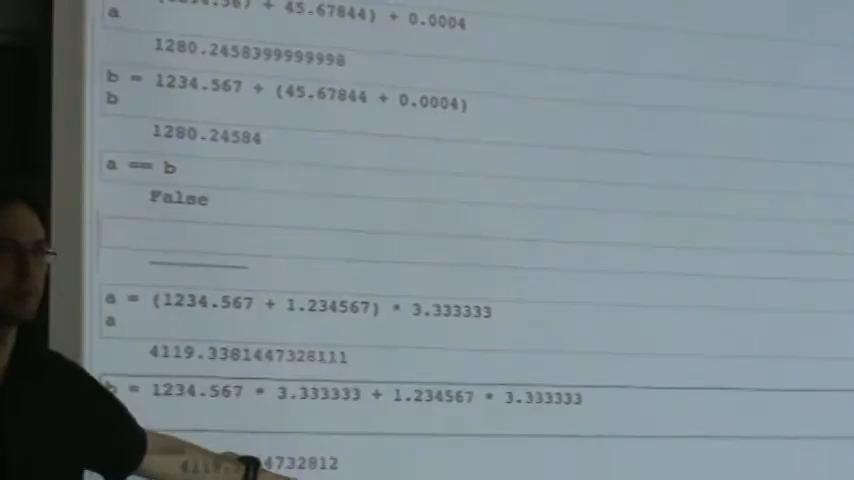 + 45.67844) + 0.0004
a
1280.2458399999998
b = 1234.567 + (45.67844 + 0.0004)
b
1280.24584
a == b
False
a = (1234.567 + 1.234567) * 3.333333
a
4119.3381447328111
b = 1234.567 * 3.333333 + 1.234567 * 3.333333
4732812